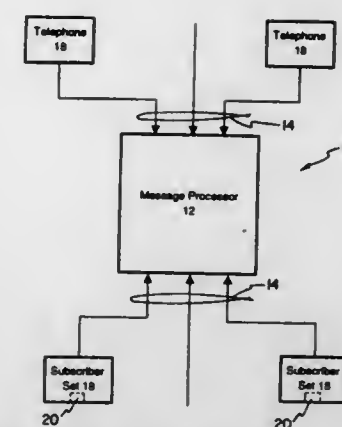 Telephone
18
Telephone
18
14
Message Processor
12
14
Subscriber
Set 18
20
Subscriber
Set 18
20